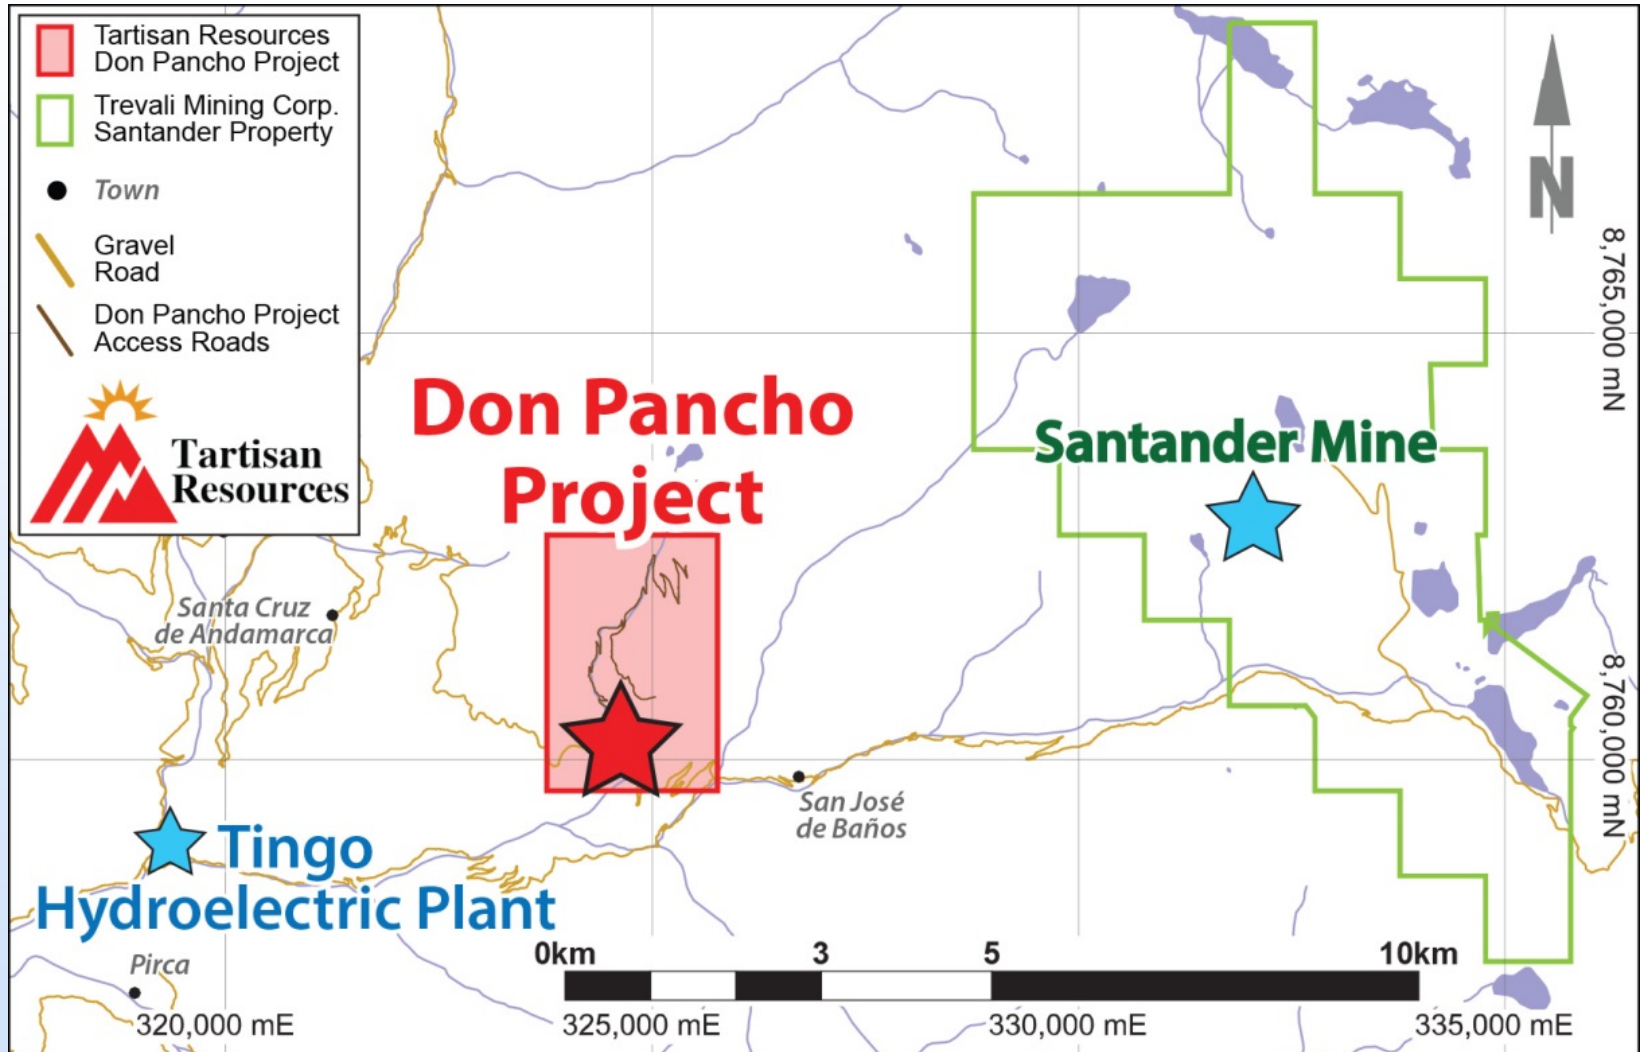 Tartisan Resources
Don Pancho Project
Trevali Mining Corp.
Santander Property
Town
Gravel
Road
Don Pancho Project
Access Roads
Tartisan
Resources
N
8,765,000 mN
Don Pancho
Project
Santander Mine
Santa Cruz
de Andamarca
8,760,000 mN
San José
de Baños
Tingo
Hydroelectric Plant
Pirca
0km 3 5 10km
320,000 mE 325,000 mE 330,000 mE 335,000 mE